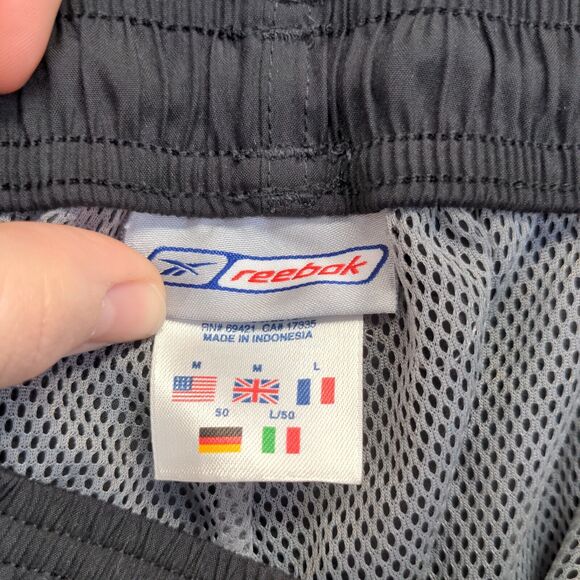 reebok
RN# 69421 CA# 17335
MADE IN INDONESIA
M M L
50 L/50